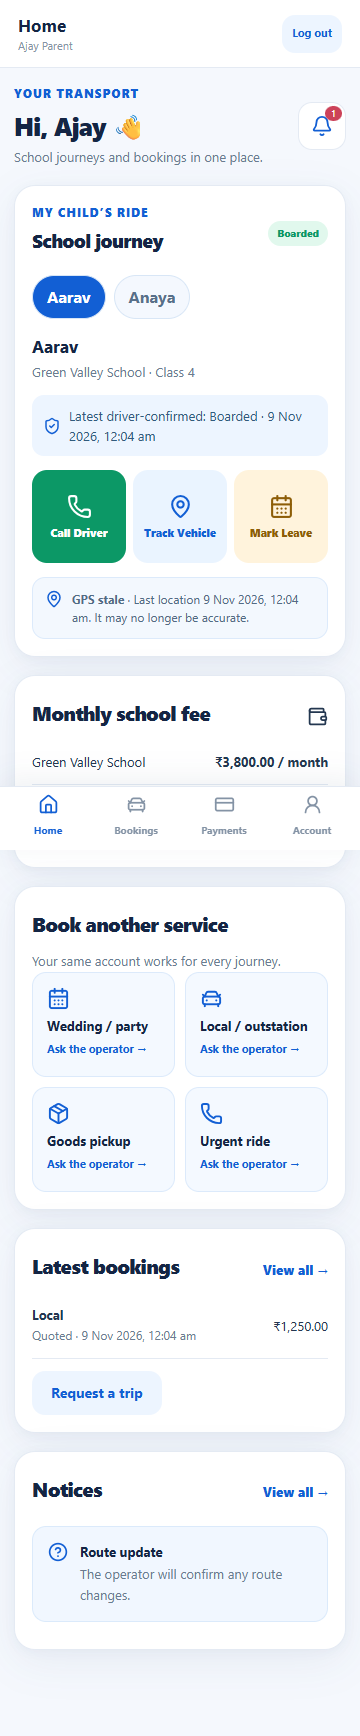 Home
Ajay Parent
Log out
YOUR TRANSPORT
Hi, Ajay 👋
1
School journeys and bookings in one place.
MY CHILD'S RIDE
School journey
Boarded
Aarav
Anaya
Aarav
Green Valley School · Class 4
Latest driver-confirmed: Boarded · 9 Nov
2026, 12:04 am
Call Driver
Track Vehicle
Mark Leave
GPS stale · Last location 9 Nov 2026, 12:04
am. It may no longer be accurate.
Monthly school fee
Green Valley School
₹3,800.00 / month
Home
Bookings
Payments
Account
Book another service
Your same account works for every journey.
Wedding / party
Ask the operator →
Local / outstation
Ask the operator →
Goods pickup
Ask the operator →
Urgent ride
Ask the operator →
Latest bookings
View all →
Local
Quoted · 9 Nov 2026, 12:04 am
₹1,250.00
Request a trip
Notices
View all →
Route update
The operator will confirm any route
changes.